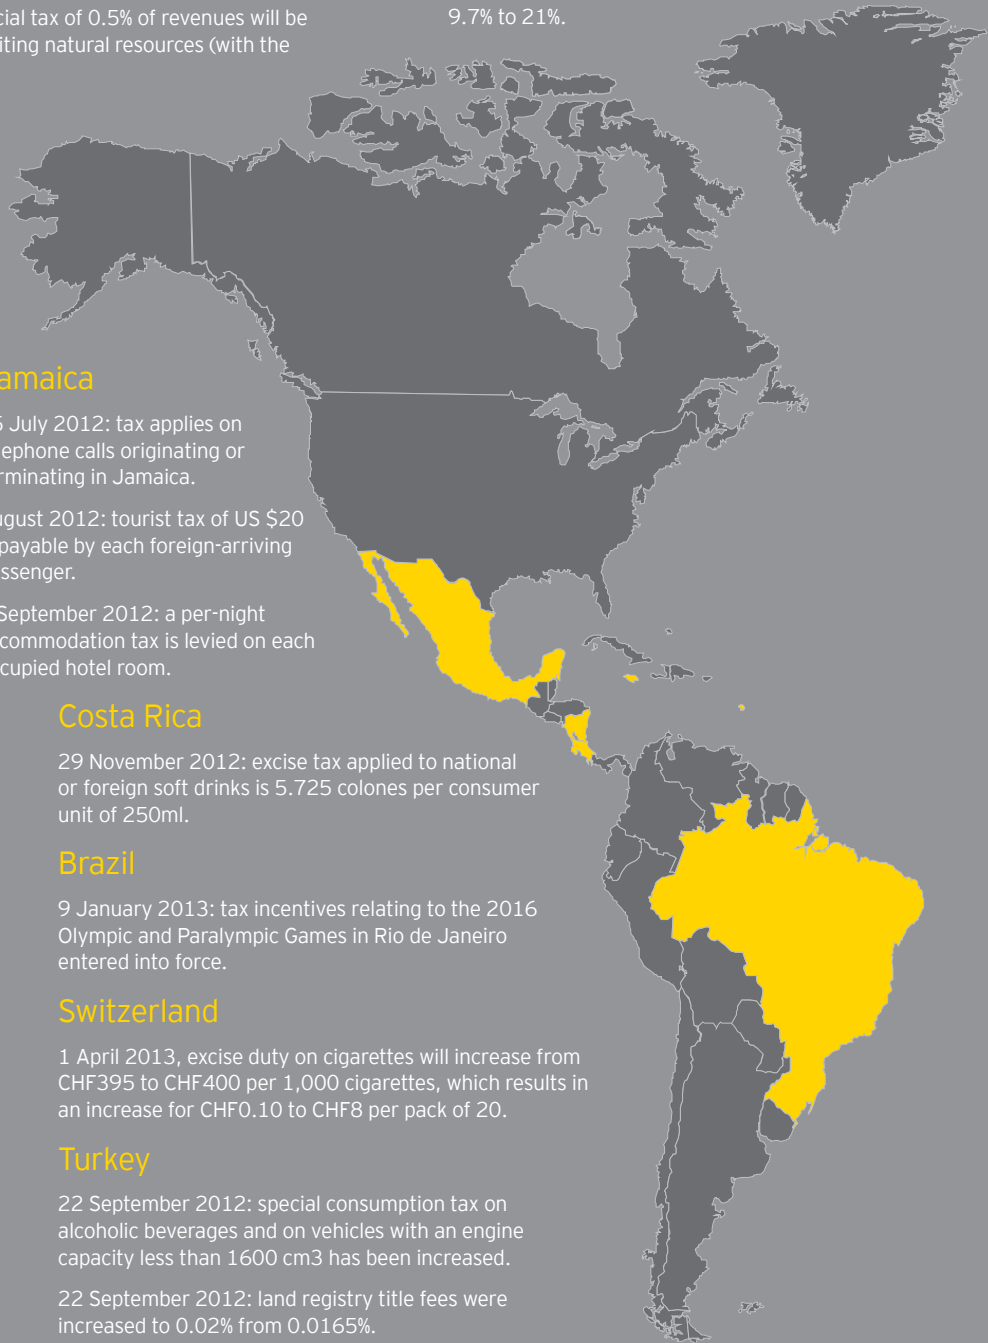 cial tax of 0.5% of revenues will be
iting natural resources (with the
9.7% to 21%.
amaica
July 2012: tax applies on
ephone calls originating or
rminating in Jamaica.
ugust 2012: tourist tax of US $20
payable by each foreign-arriving
ssenger.
September 2012: a per-night
commodation tax is levied on each
cupied hotel room.
Costa Rica
29 November 2012: excise tax applied to national
or foreign soft drinks is 5.725 colones per consumer
unit of 250ml.
Brazil
9 January 2013: tax incentives relating to the 2016
Olympic and Paralympic Games in Rio de Janeiro
entered into force.
Switzerland
1 April 2013, excise duty on cigarettes will increase from
CHF395 to CHF400 per 1,000 cigarettes, which results in
an increase for CHF0.10 to CHF8 per pack of 20.
Turkey
22 September 2012: special consumption tax on
alcoholic beverages and on vehicles with an engine
capacity less than 1600 cm3 has been increased.
22 September 2012: land registry title fees were
increased to 0.02% from 0.0165%.